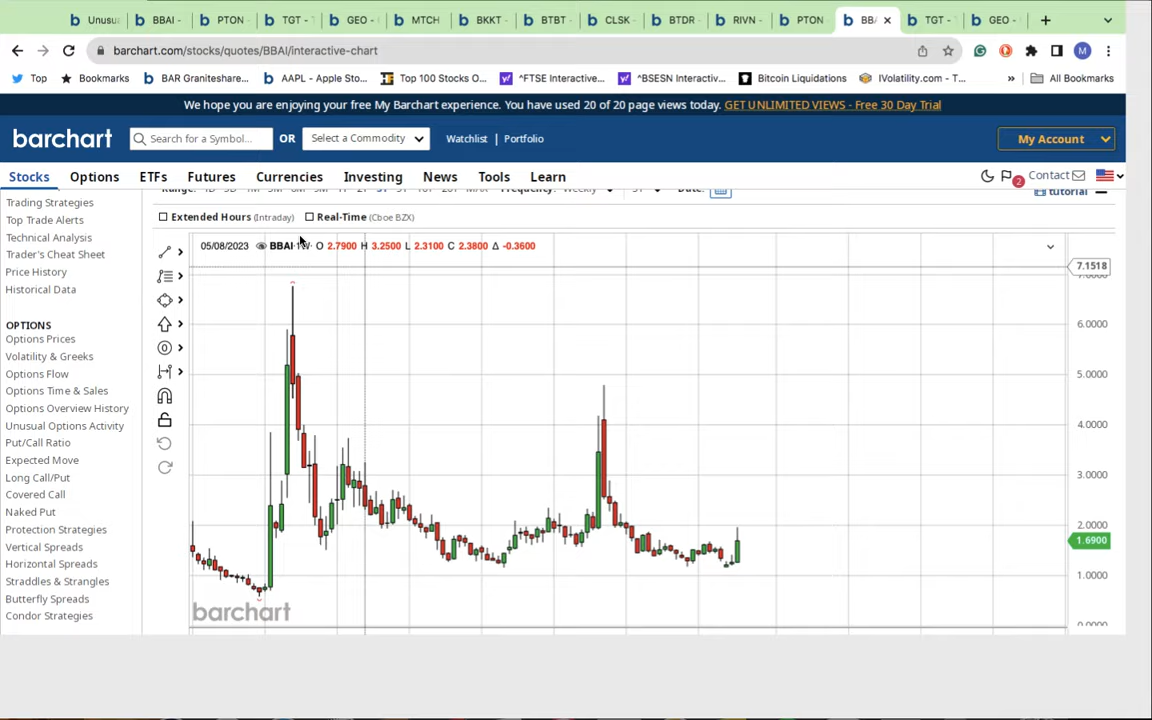 Unusu BBAI - PTON TGT - GEO - MTCH BKKT - BTBT - CLSK - BTDR - RIVN - PTON - BBA TGT - GEO -
barchart.com/stocks/quotes/BBAI/interactive-chart M
Top Bookmarks BAR Graniteshare... AAPL - Apple Sto... Top 100 Stocks O... ^FTSE Interactive... ^BSESN Interactiv... Bitcoin Liquidations IVolatility.com - T... » All Bookmarks
We hope you are enjoying your free My Barchart experience. You have used 20 of 20 page views today. GET UNLIMITED VIEWS - Free 30 Day Trial
barchart Search for a Symbol... OR Select a Commodity Watchlist | Portfolio My Account
Stocks Options ETFs Futures Currencies Investing News Tools Learn 2 Contact
Trading Strategies
Top Trade Alerts
Technical Analysis
Trader's Cheat Sheet
Price History
Historical Data
OPTIONS
Options Prices
Volatility & Greeks
Options Flow
Options Time & Sales
Options Overview History
Unusual Options Activity
Put/Call Ratio
Expected Move
Long Call/Put
Covered Call
Naked Put
Protection Strategies
Vertical Spreads
Horizontal Spreads
Straddles & Strangles
Butterfly Spreads
Condor Strategies
Frequency: Weekly Date:
tutorial
Extended Hours (Intraday) Real-Time (Cboe BZX)
05/08/2023 BBAI O 2.7900 H 3.2500 L 2.3100 C 2.3800 Δ -0.3600
7.1518
6.0000
5.0000
4.0000
3.0000
2.0000
1.6900
1.0000
0.0000
barchart